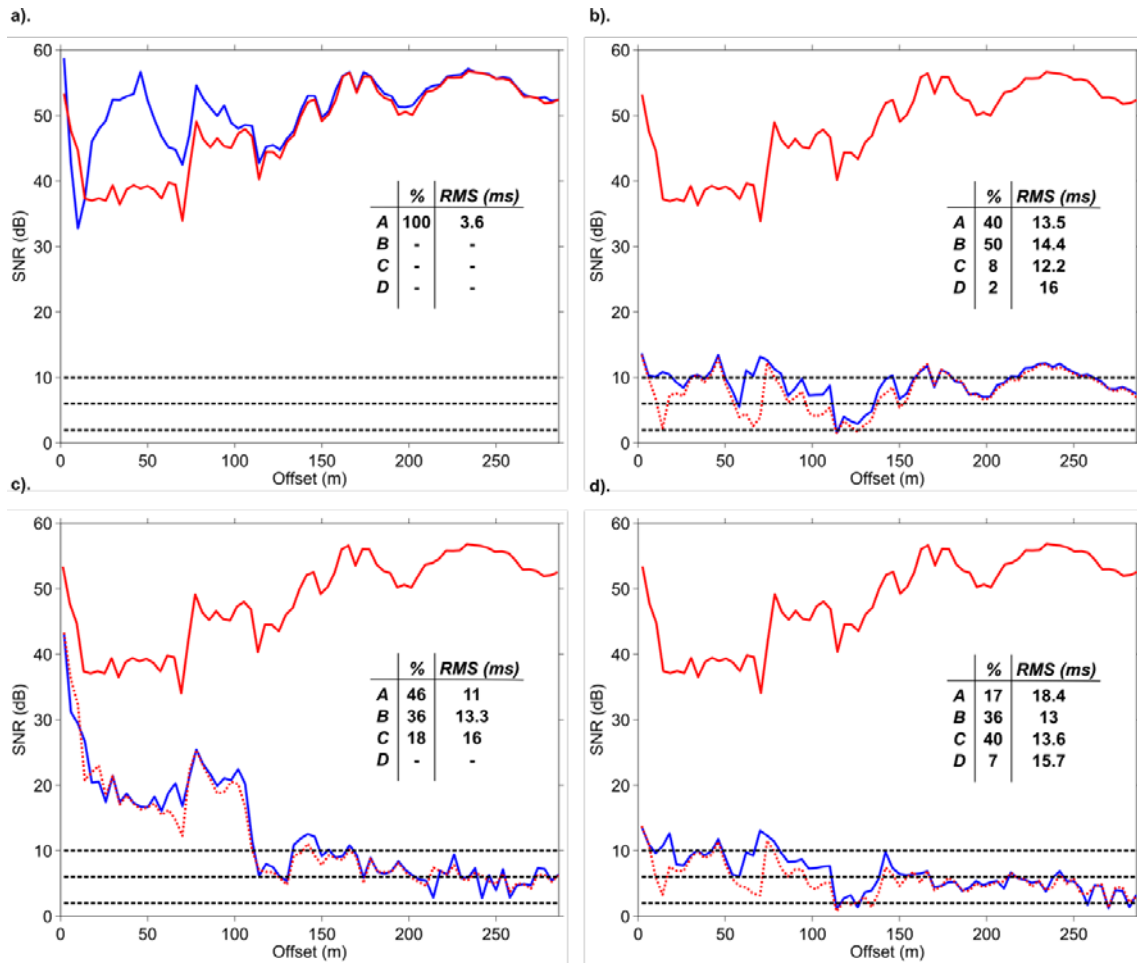 a).
60
50
40
30
20
10
0
SNR (dB)
0 50 100 150 200 250
Offset (m)
% RMS (ms)
A 100 3.6
B - -
C - -
D - -
b).
60
50
40
30
20
10
0
SNR (dB)
0 50 100 150 200 250
Offset (m)
% RMS (ms)
A 40 13.5
B 50 14.4
C 8 12.2
D 2 16
c).
60
50
40
30
20
10
0
SNR (dB)
0 50 100 150 200 250
Offset (m)
% RMS (ms)
A 46 11
B 36 13.3
C 18 16
D - -
d).
60
50
40
30
20
10
0
SNR (dB)
0 50 100 150 200 250
Offset (m)
% RMS (ms)
A 17 18.4
B 36 13
C 40 13.6
D 7 15.7